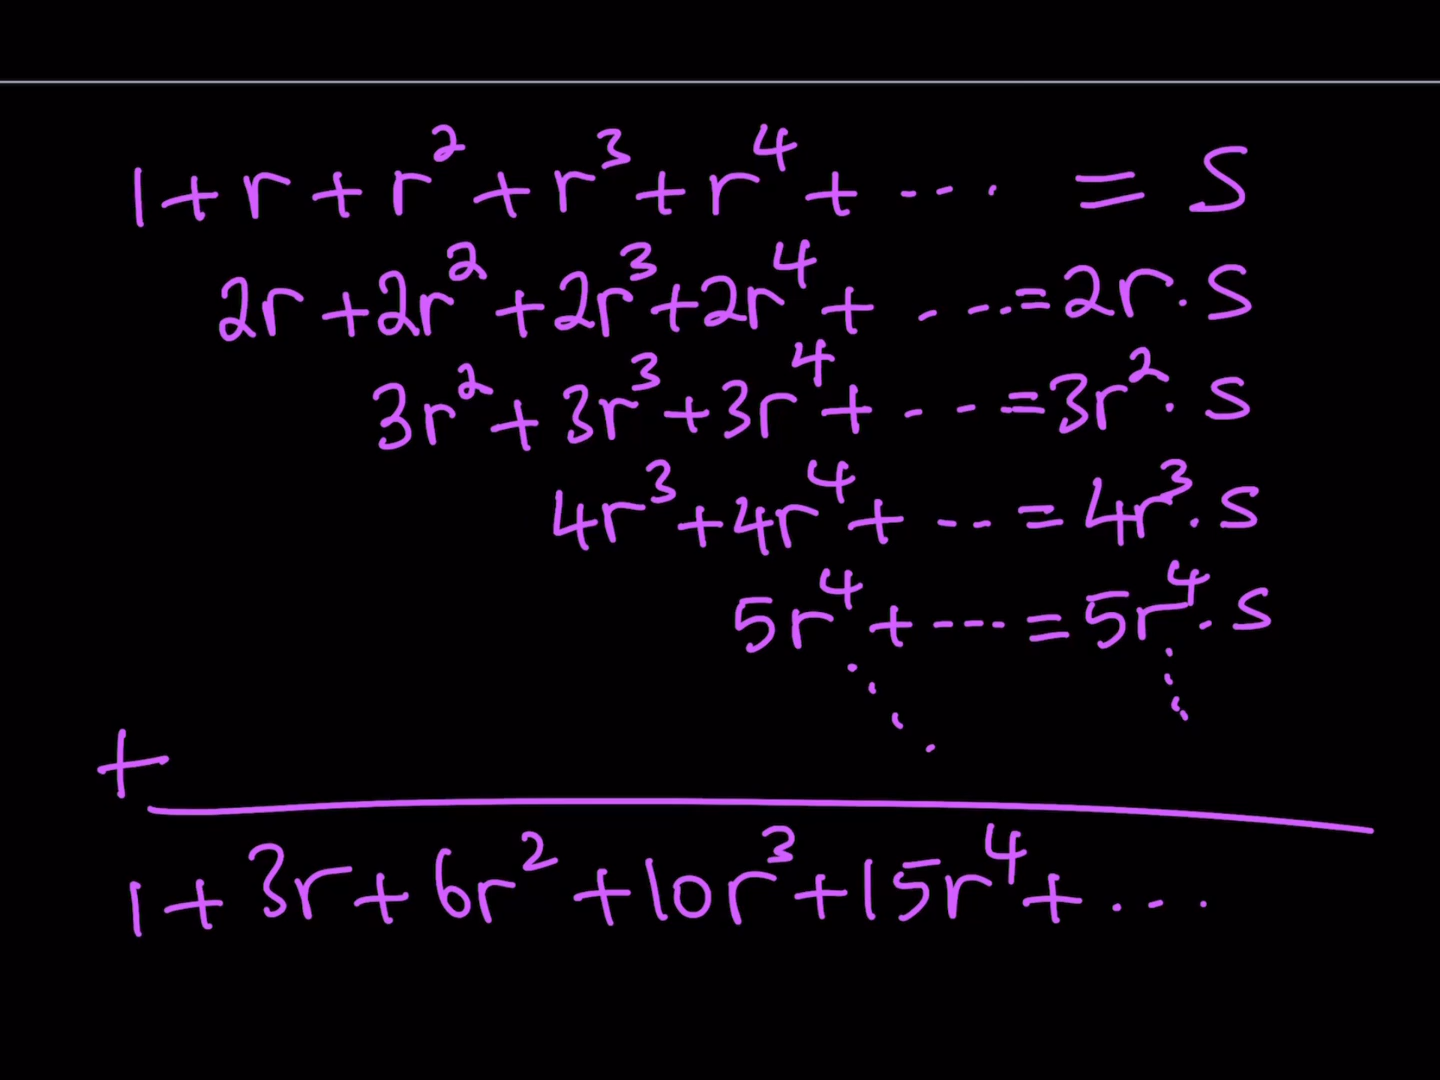 1 + r + r² + r³ + r⁴ + ... = S
2r + 2r² + 2r³ + 2r⁴ + ... = 2r · S
3r² + 3r³ + 3r⁴ + ... = 3r² · S
4r³ + 4r⁴ + ... = 4r³ · S
5r⁴ + ... = 5r⁴ · S
+
1 + 3r + 6r² + 10r³ + 15r⁴ + ...